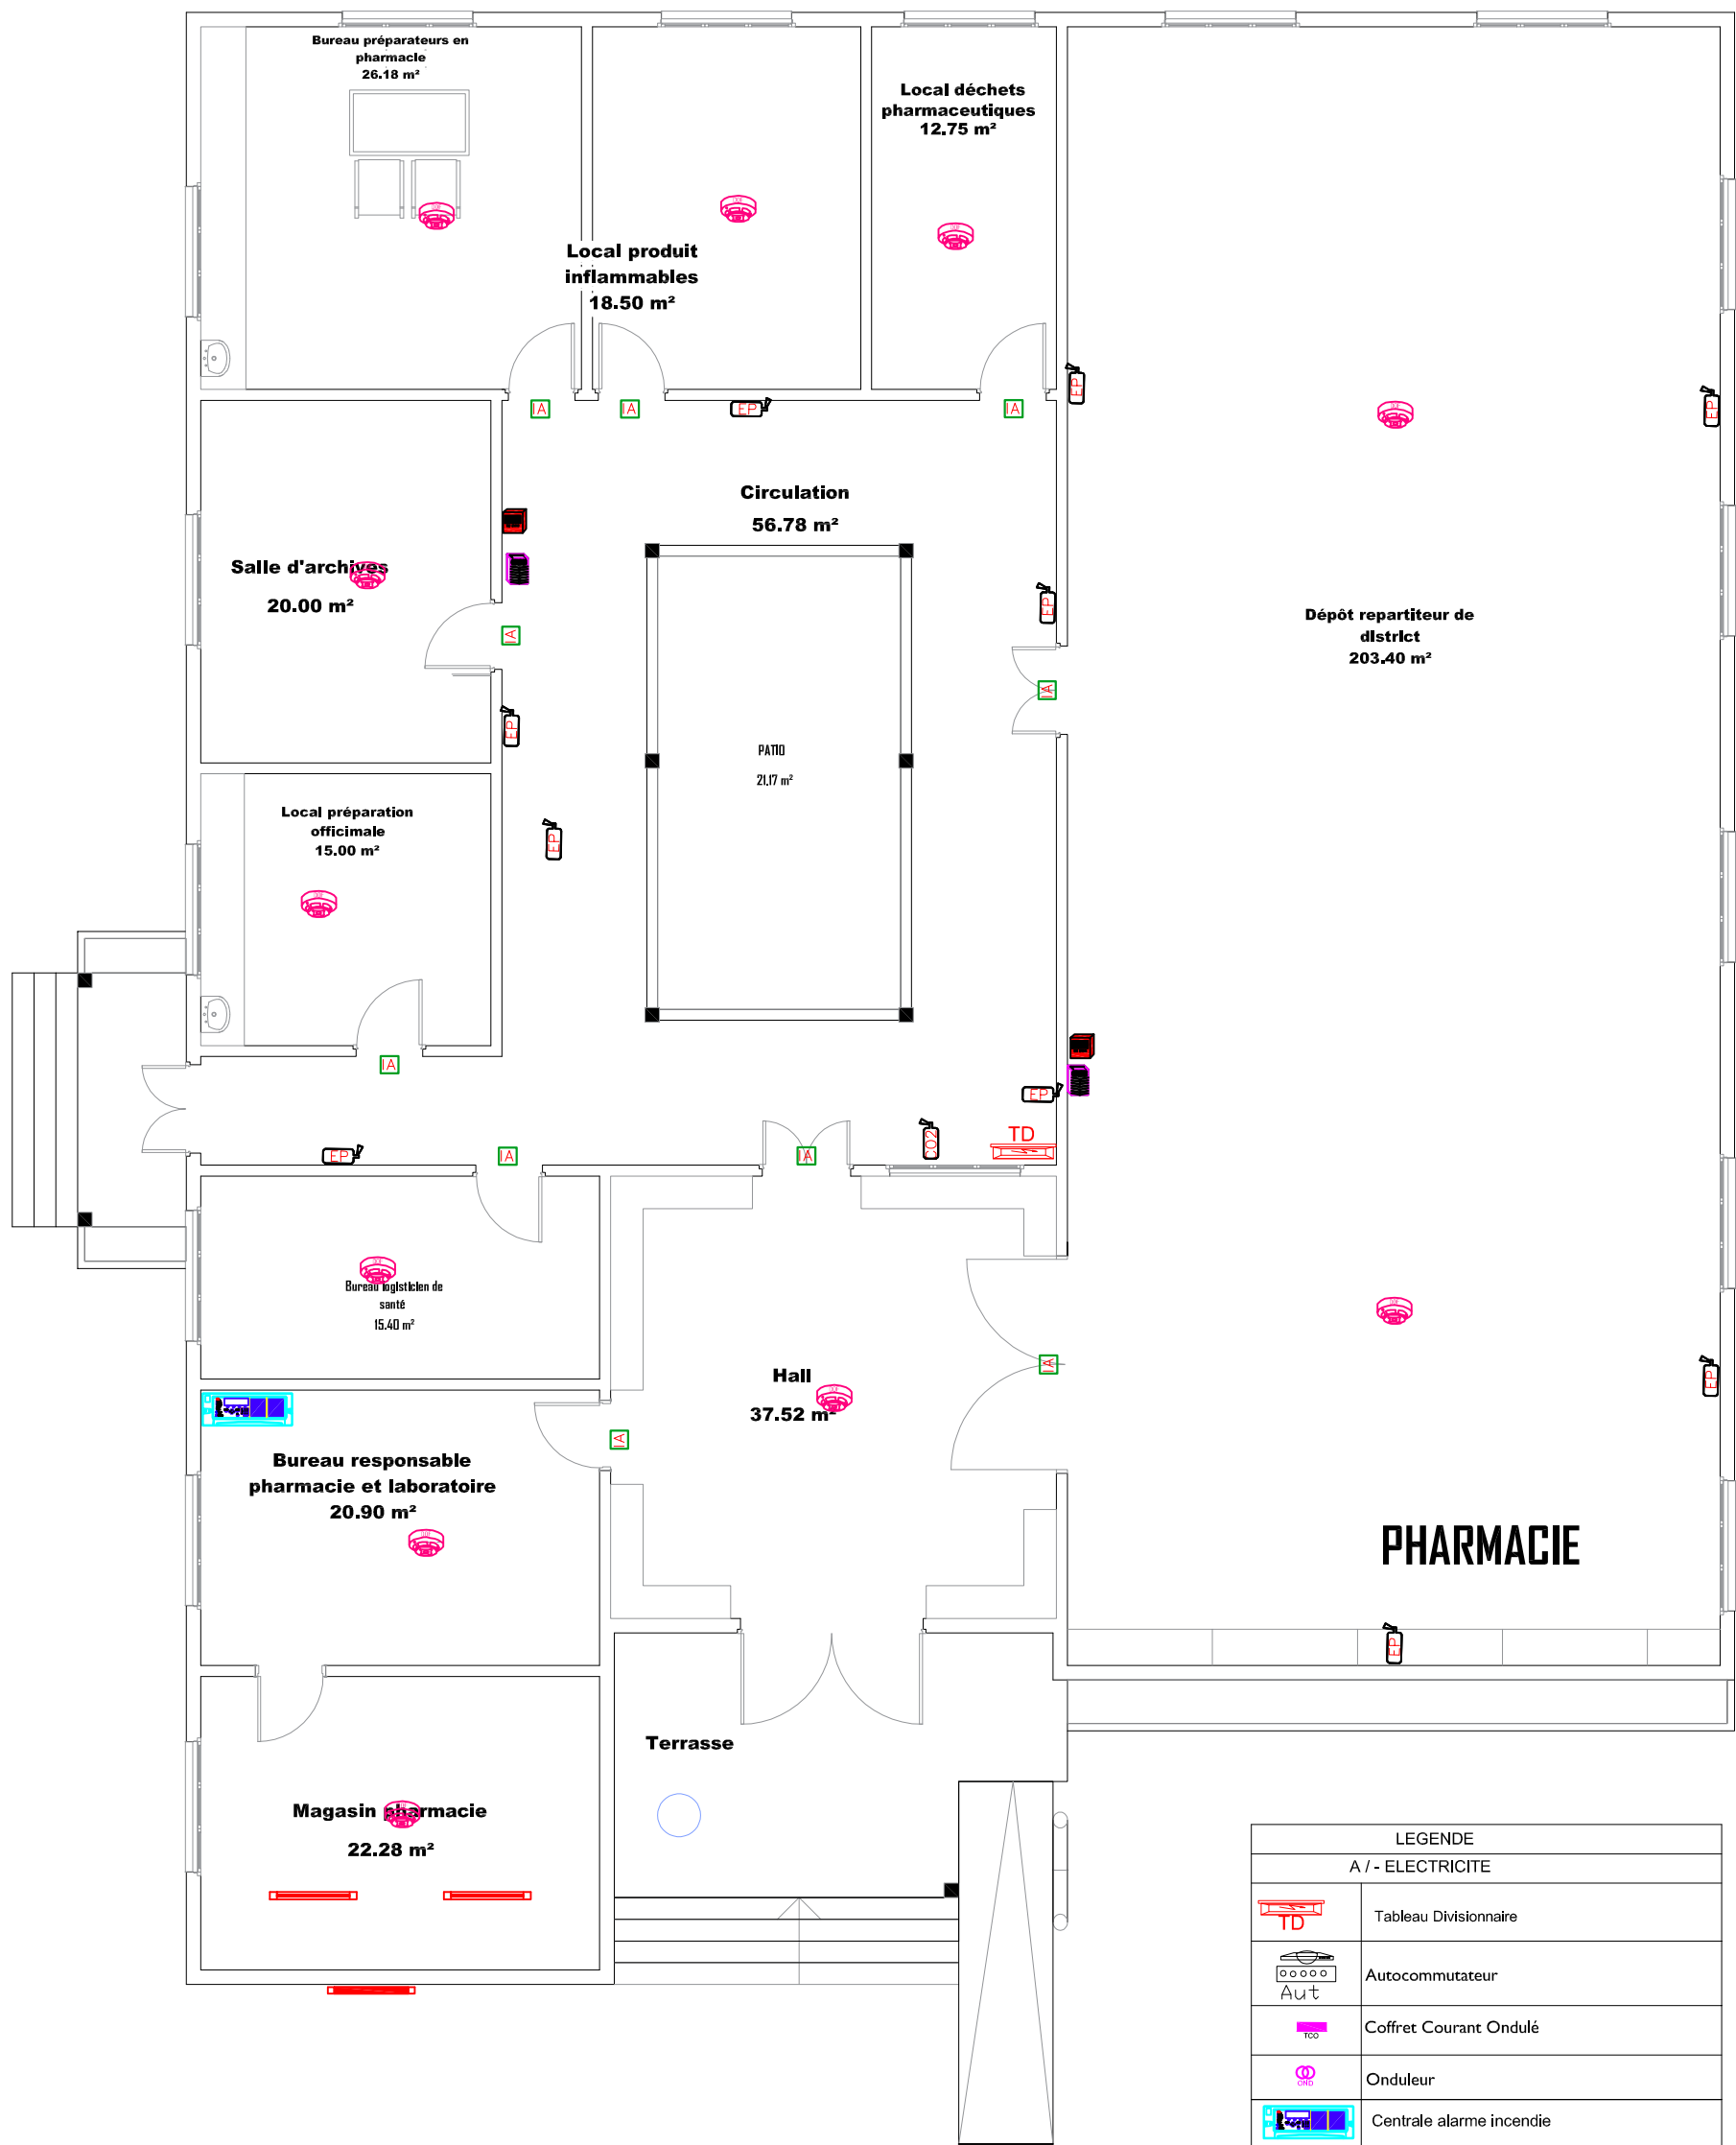 Bureau préparateurs en
pharmacie
26.18 m²
Local déchets
pharmaceutiques
12.75 m²
Local produit
inflammables
18.50 m²
EP
EP
IA
IA
EP
IA
Circulation
56.78 m²
Salle d'archives
20.00 m²
IA
EP
Dépôt repartiteur de
district
203.40 m²
IA
EP
PATIO
21.17 m²
Local préparation
officimale
15.00 m²
EP
IA
EP
EP
IA
IA
CO2
TD
Bureau logisticien de
santé
15.40 m²
Hall
37.52 m²
IA
EP
IA
Bureau responsable
pharmacie et laboratoire
20.90 m²
PHARMACIE
EP
Terrasse
Magasin pharmacie
22.28 m²
LEGENDE
A / - ELECTRICITE
TD
Tableau Divisionnaire
Aut
Autocommutateur
TCO
Coffret Courant Ondulé
OND
Onduleur
Centrale alarme incendie